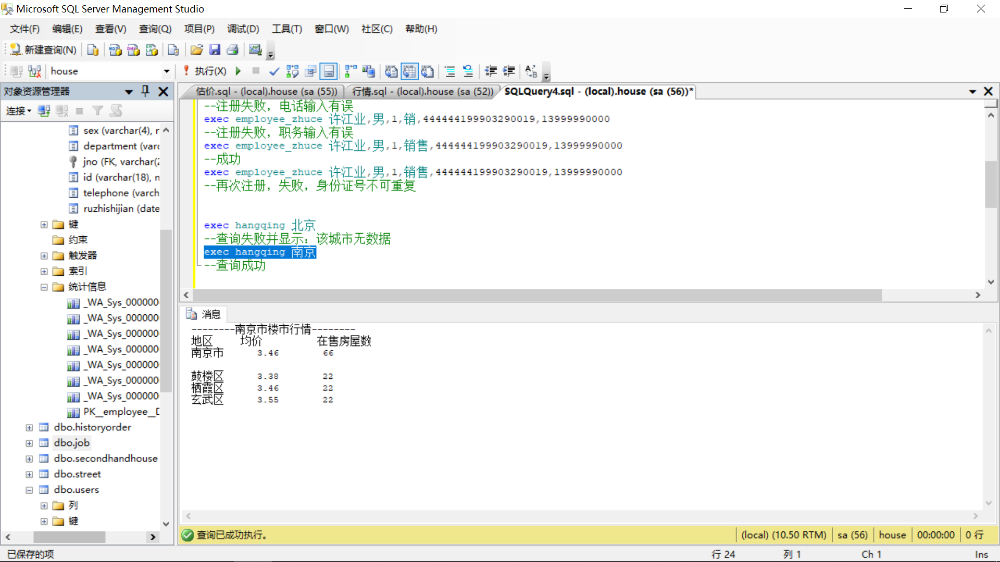 Microsoft SQL Server Management Studio
文件(F) 编辑(E) 查看(V) 查询(Q) 项目(P) 调试(D) 工具(T) 窗口(W) 社区(C) 帮助(H)
新建查询(N)
house 执行(X)
对象资源管理器
连接
sex (varchar(4), r
department (varc
jno (FK, varchar(2
id (varchar(18), n
telephone (varch
ruzhishijian (date
键
约束
触发器
索引
统计信息
_WA_Sys_000000
_WA_Sys_000000
_WA_Sys_000000
_WA_Sys_000000
_WA_Sys_000000
_WA_Sys_000000
_WA_Sys_000000
PK__employee__D
dbo.historyorder
dbo.job
dbo.secondhandhouse
dbo.street
dbo.users
列
键
估价.sql - (local).house (sa (55)) 行情.sql - (local).house (sa (52)) SQLQuery4.sql - (local).house (sa (56))*
--注册失败，电话输入有误
exec employee_zhuce 许江业,男,1,销,444444199903290019,13999990000
--注册失败，职务输入有误
exec employee_zhuce 许江业,男,1,销售,444444199903290019,13999990000
--成功
exec employee_zhuce 许江业,男,1,销售,444444199903290019,13999990000
--再次注册，失败，身份证号不可重复
exec hangqing 北京
--查询失败并显示：该城市无数据
exec hangqing 南京
--查询成功
消息
--------南京市楼市行情--------
地区 均价 在售房屋数
南京市 3.46 66
鼓楼区 3.38 22
栖霞区 3.46 22
玄武区 3.55 22
查询已成功执行。 (local) (10.50 RTM) sa (56) house 00:00:00 0 行
已保存的项 行 24 列 1 Ch 1 Ins